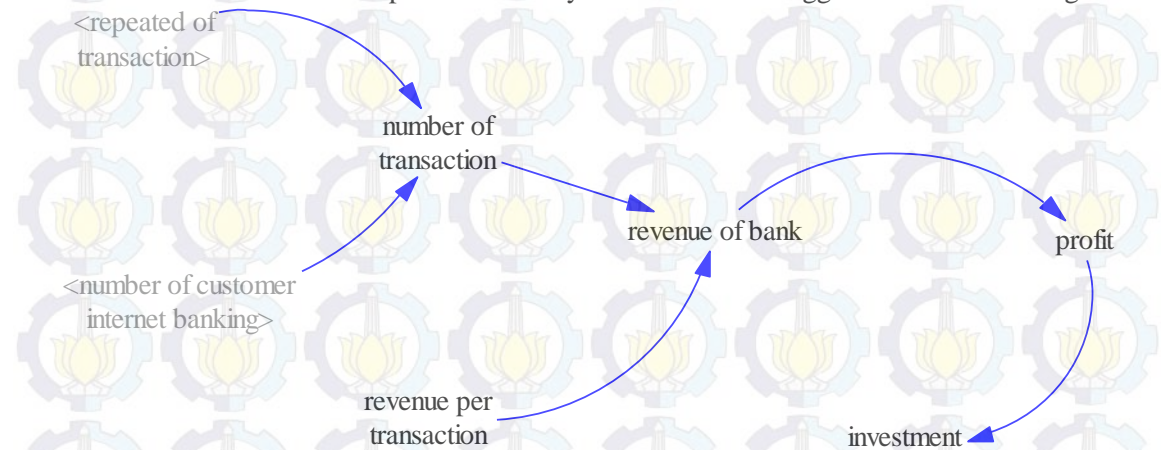 <repeated of
transaction>
number of
transaction
revenue of bank
profit
<number of customer
internet banking>
revenue per
transaction
investment